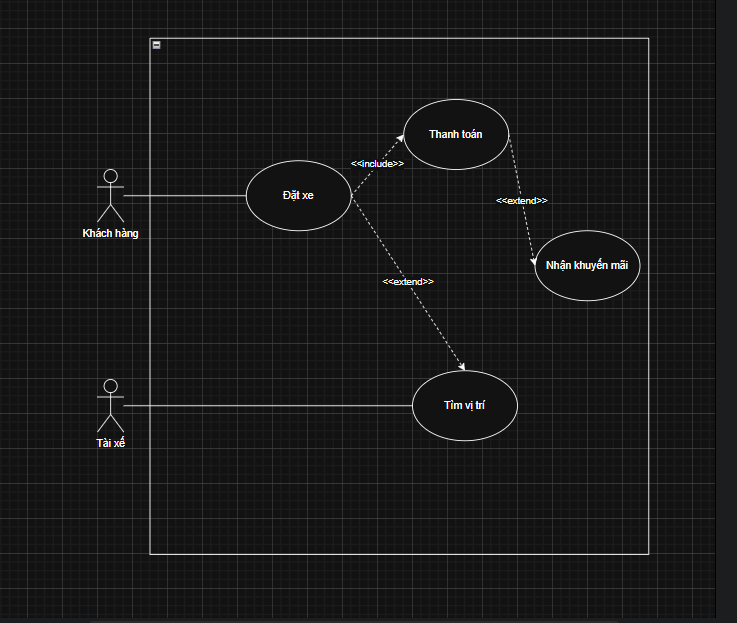 Thanh toán
<<include>>
Đặt xe
<<extend>>
Khách hàng
Nhận khuyến mãi
<<extend>>
Tìm vị trí
Tài xế